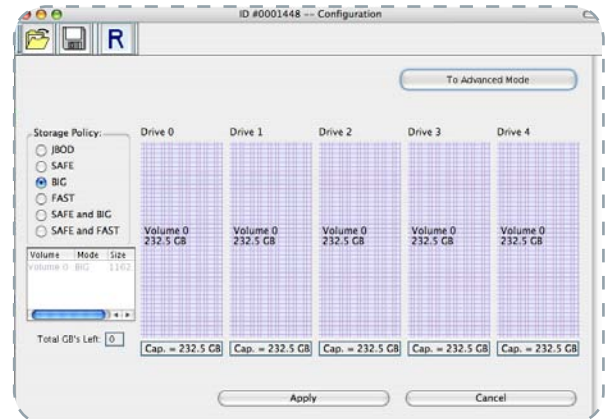 ID #0001448 -- Configuration
R
To Advanced Mode
Storage Policy:
JBOD
SAFE
BIG
FAST
SAFE and BIG
SAFE and FAST
Volume Mode Size
Volume 0 BIG 1162
Total GB's Left: 0
Drive 0
Volume 0
232.5 GB
Cap. = 232.5 GB
Drive 1
Volume 0
232.5 GB
Cap. = 232.5 GB
Drive 2
Volume 0
232.5 GB
Cap. = 232.5 GB
Drive 3
Volume 0
232.5 GB
Cap. = 232.5 GB
Drive 4
Volume 0
232.5 GB
Cap. = 232.5 GB
Apply
Cancel